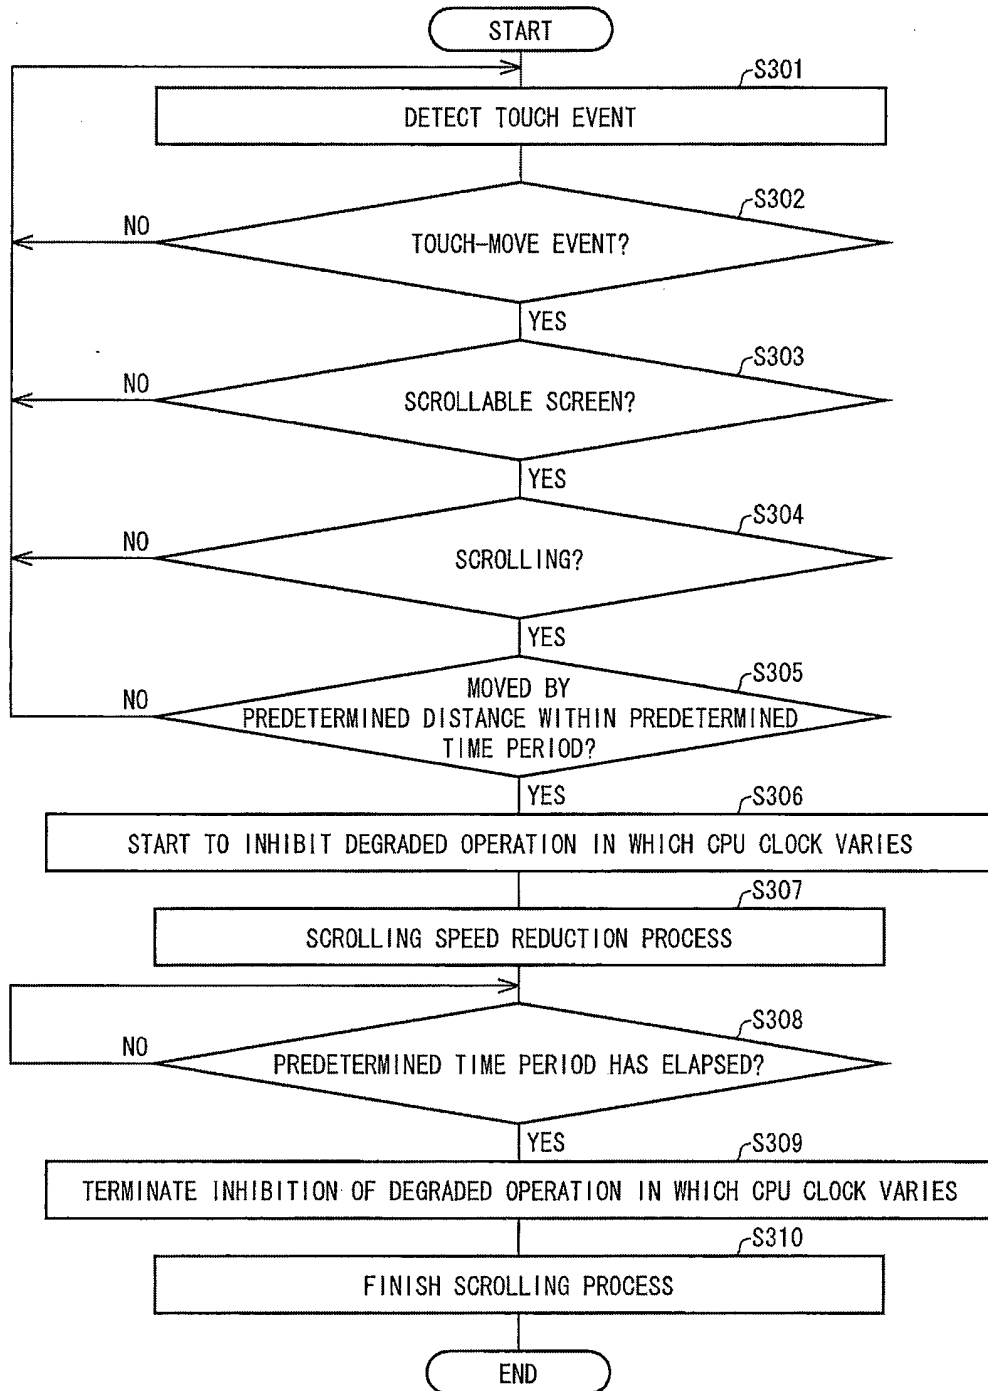 START
S301
DETECT TOUCH EVENT
S302
NO
TOUCH-MOVE EVENT?
YES
S303
NO
SCROLLABLE SCREEN?
YES
S304
NO
SCROLLING?
YES
S305
NO
MOVED BY
PREDETERMINED DISTANCE WITHIN PREDETERMINED
TIME PERIOD?
YES
S306
START TO INHIBIT DEGRADED OPERATION IN WHICH CPU CLOCK VARIES
S307
SCROLLING SPEED REDUCTION PROCESS
S308
NO
PREDETERMINED TIME PERIOD HAS ELAPSED?
YES
S309
TERMINATE INHIBITION OF DEGRADED OPERATION IN WHICH CPU CLOCK VARIES
S310
FINISH SCROLLING PROCESS
END